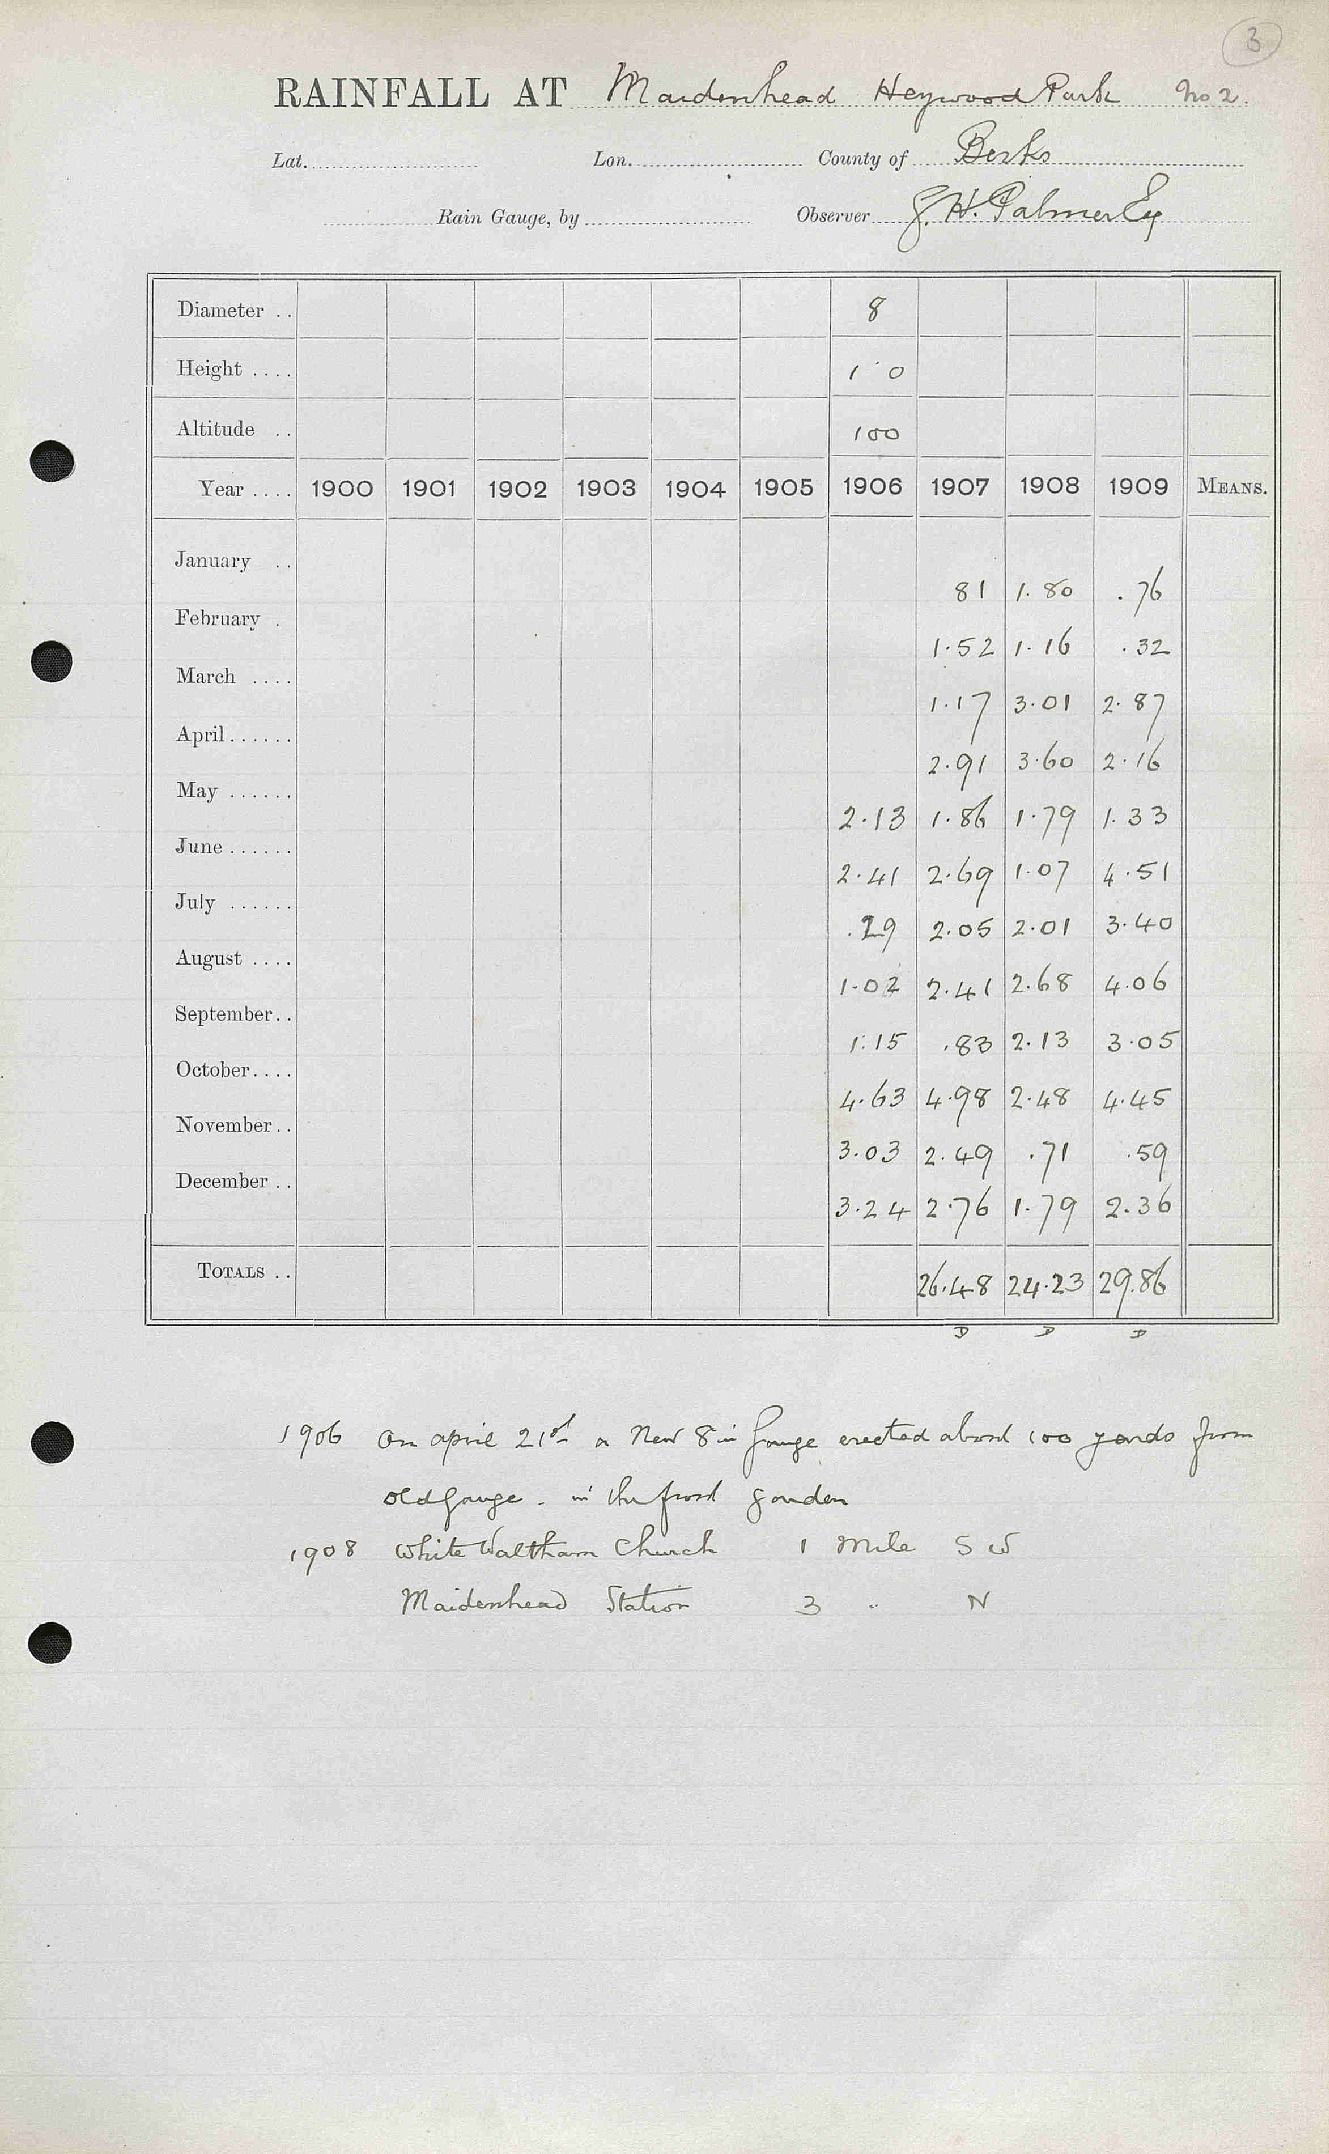 3
RAINFALL AT Maidenhead Heywood Park No 2.
Lat. Lon. County of Berks
Rain Gauge, by Observer J. H. Palmer Esq
Diameter .. 8
Height .... 1 0
Altitude .. 100
Year .... 1900 1901 1902 1903 1904 1905 1906 1907 1908 1909 MEANS.
January .. 81 1.80 .76
February . 1.52 1.16 .32
March .... 1.17 3.01 2.87
April...... 2.91 3.60 2.16
May ...... 2.13 1.86 1.79 1.33
June...... 2.41 2.69 1.07 4.51
July ...... .29 2.05 2.01 3.40
August .... 1.02 2.41 2.68 4.06
September.. 1.15 .83 2.13 3.05
October.... 4.63 4.98 2.48 4.45
November.. 3.03 2.49 .71 .59
December .. 3.24 2.76 1.79 2.36
TOTALS .. 26.48 24.23 29.86
D D D
1906 On april 21st a New 8 in gauge erected about 100 yards from
old gauge. in the front garden
1908 White Waltham Church 1 Mile S W
Maidenhead Station 3 " N